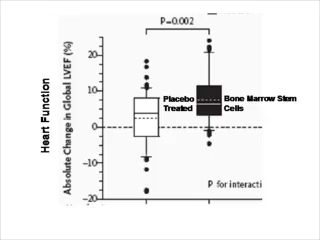 P=0.002
Heart Function
Absolute Change in Global LVEF (%)
20
10
0
−10
−20
Placebo
Treated
Bone Marrow Stem
Cells
P for interacti